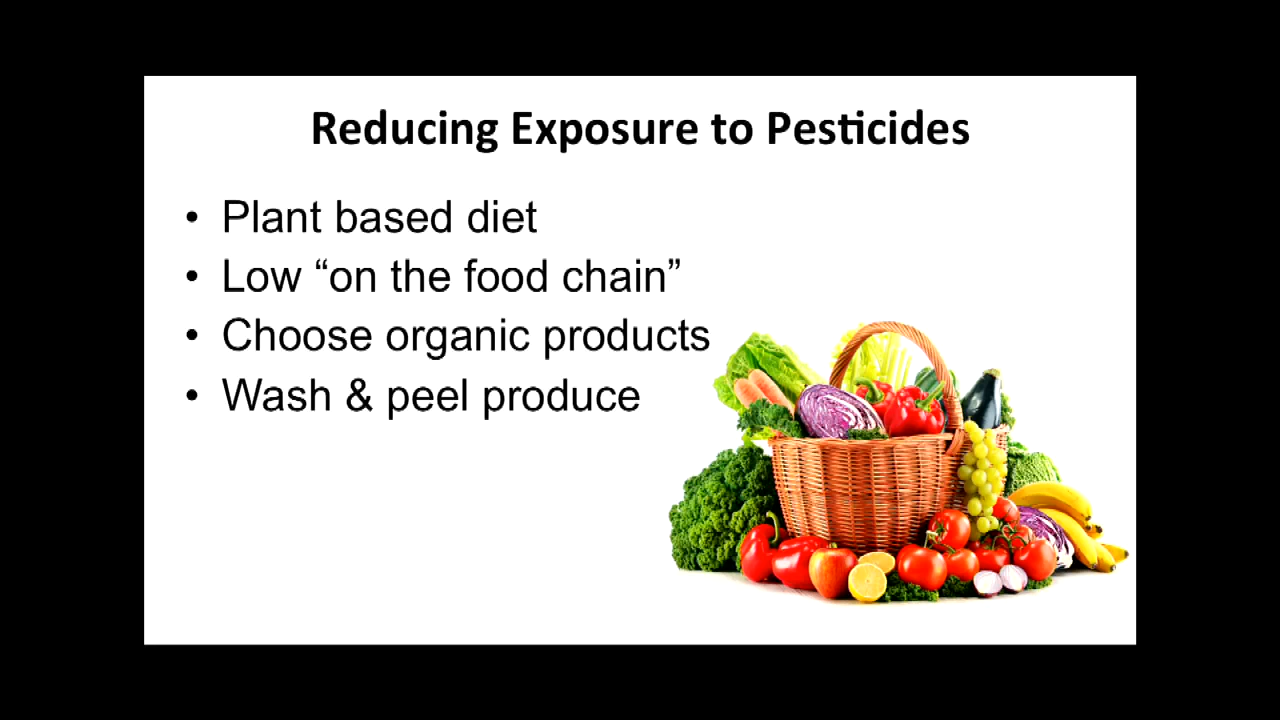 Reducing Exposure to Pesticides
• Plant based diet
• Low “on the food chain”
• Choose organic products
• Wash & peel produce